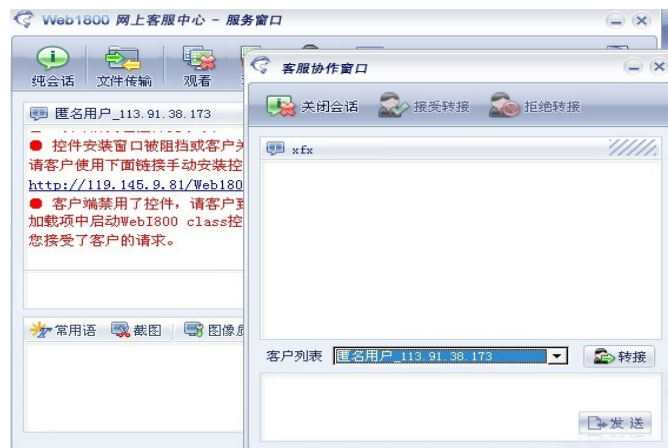 Web1800 网上客服中心 - 服务窗口
纯会话
文件传输
观看
匿名用户_113.91.38.173
● 控件安装窗口被阻挡或客户
请客户使用下面链接手动安装控
http://119.145.9.81/Web180
● 客户端禁用了控件，请客户
加载项中启动WebI800 class控
您接受了客户的请求。
常用语
截图
图像
客服协作窗口
关闭会话
接受转接
拒绝转接
xfx
客户列表
匿名用户_113.91.38.173
转接
发送